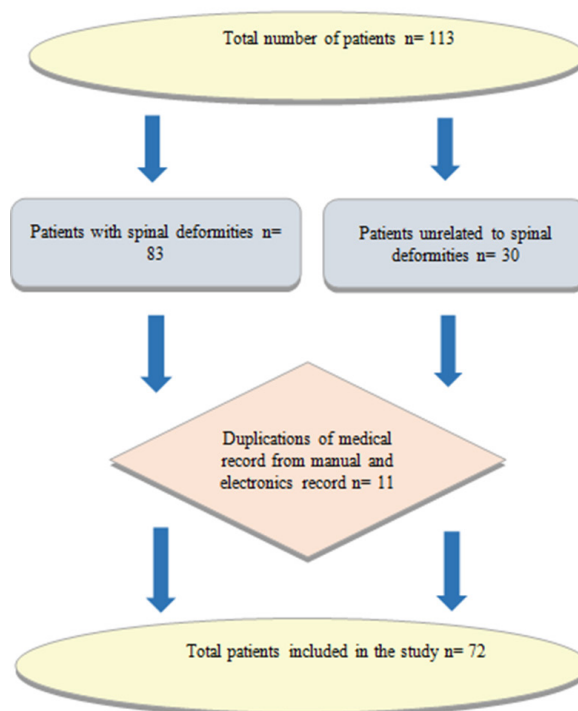 Total number of patients n= 113
Patients with spinal deformities n=
83
Patients unrelated to spinal
deformities n= 30
Duplications of medical
record from manual and
electronics record n= 11
Total patients included in the study n= 72